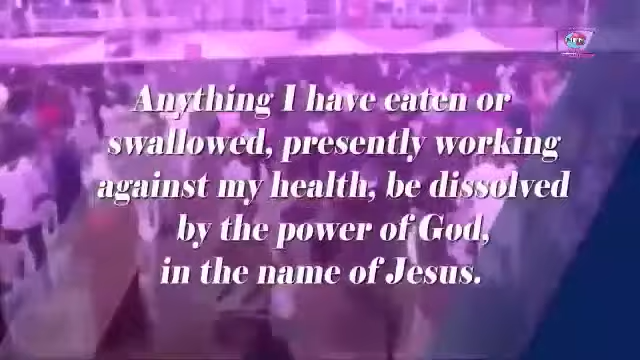 Anything I have eaten or
swallowed, presently working
against my health, be dissolved
by the power of God,
in the name of Jesus.